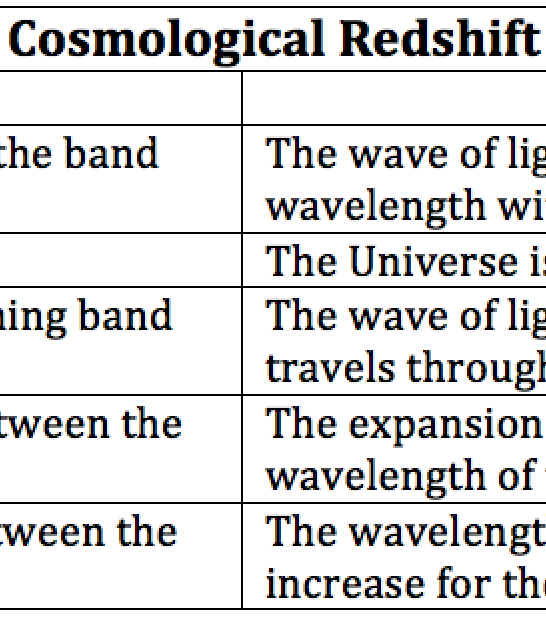 Cosmological Redshift
the band
The wave of lig
wavelength wi
The Universe is
ning band
The wave of lig
travels through
tween the
The expansion
wavelength of
tween the
The wavelengt
increase for the